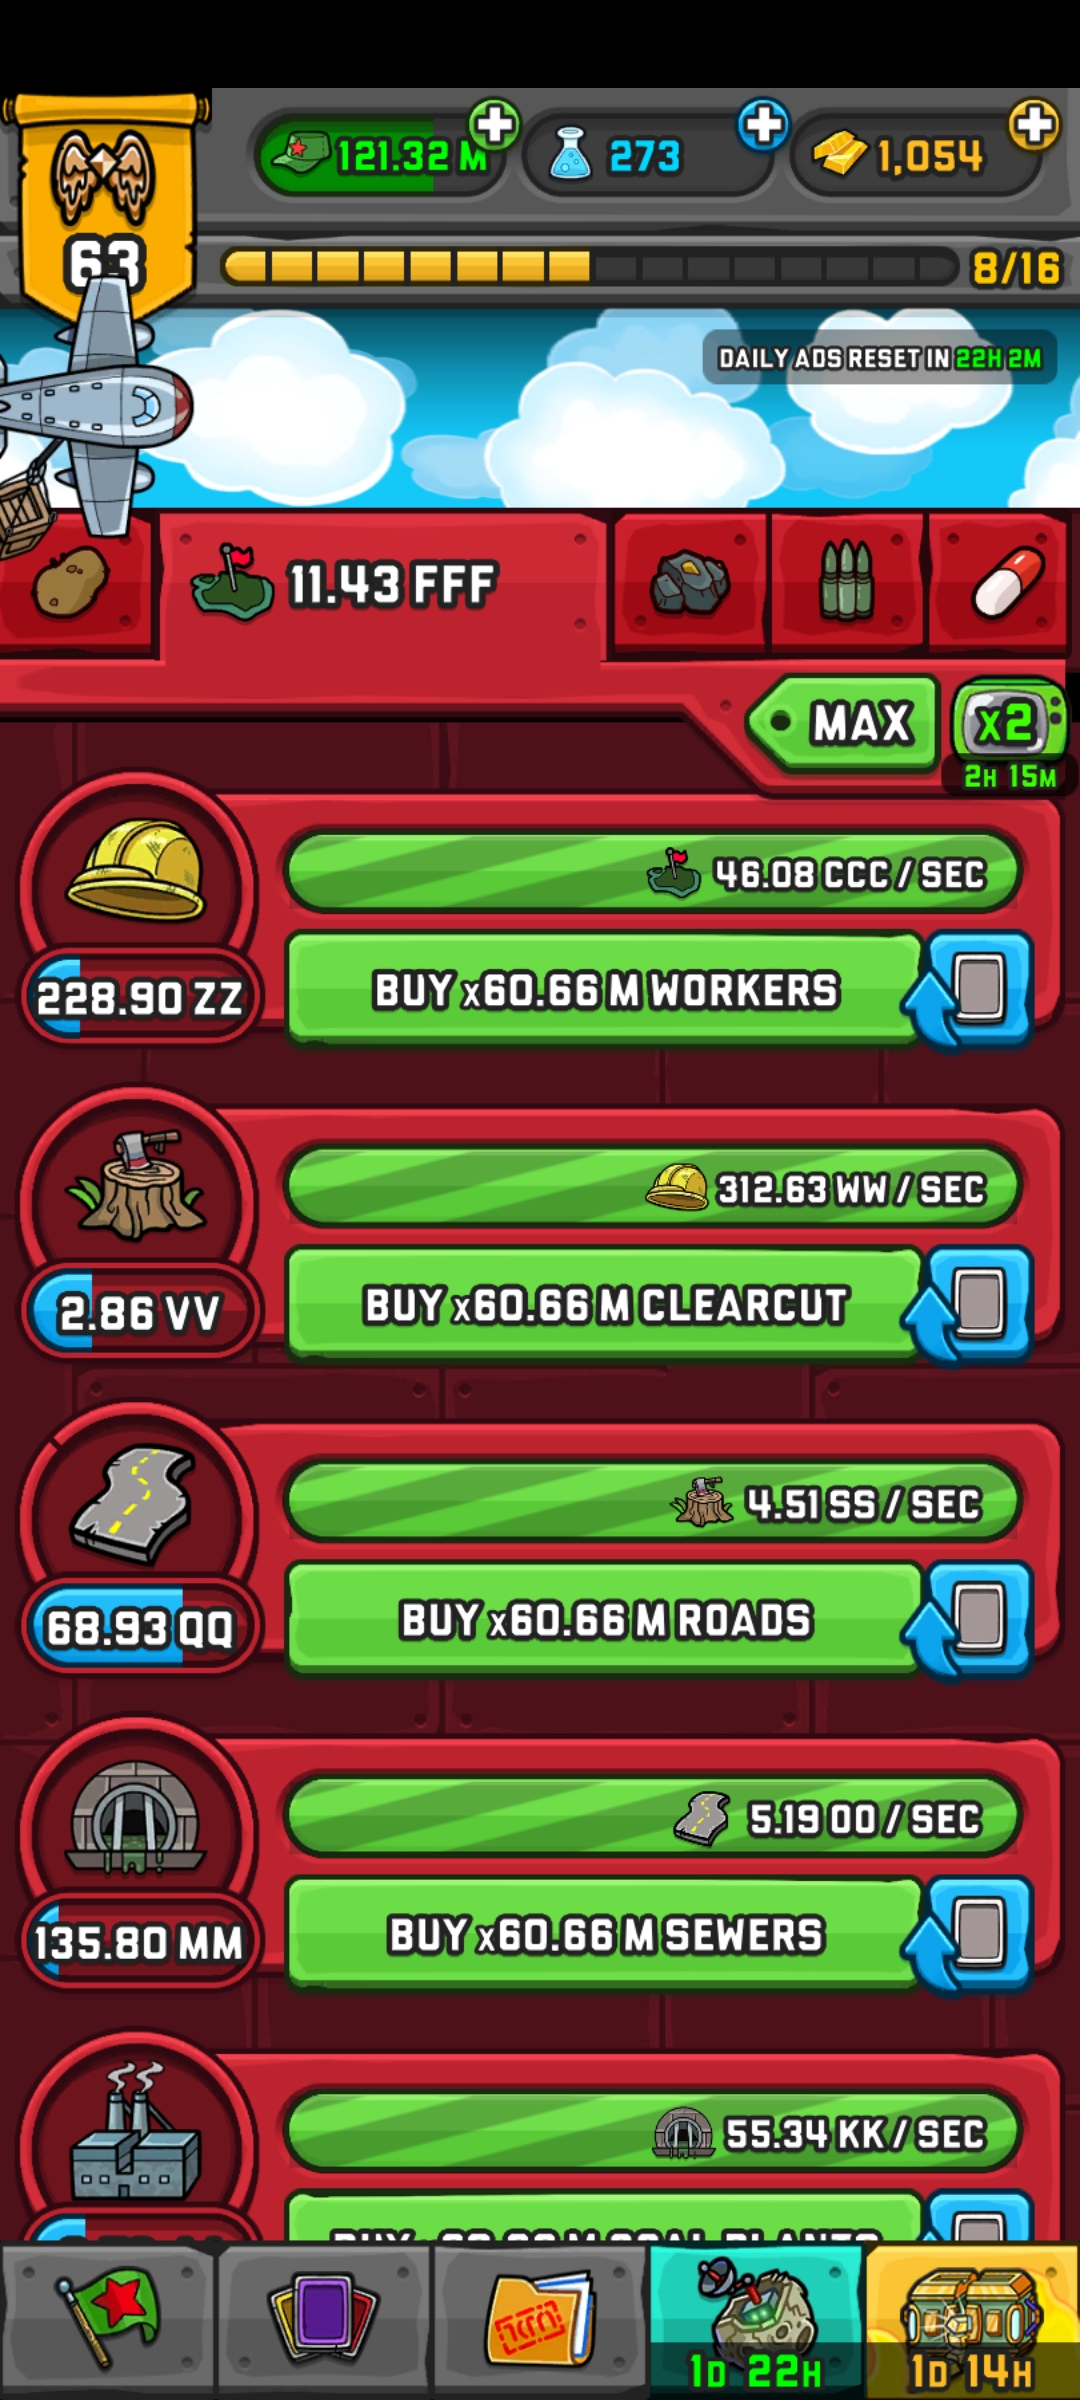 121.32 M
273
1,054
63
8/16
DAILY ADS RESET IN 22H 2M
11.43 FFF
MAX
X2
2H 15M
46.08 CCC / SEC
228.90 ZZ
BUY x60.66 M WORKERS
312.63 WW / SEC
2.86 VV
BUY x60.66 M CLEARCUT
4.51 SS / SEC
68.93 QQ
BUY x60.66 M ROADS
5.19 OO / SEC
135.80 MM
BUY x60.66 M SEWERS
55.34 KK / SEC
1D 22H
1D 14H